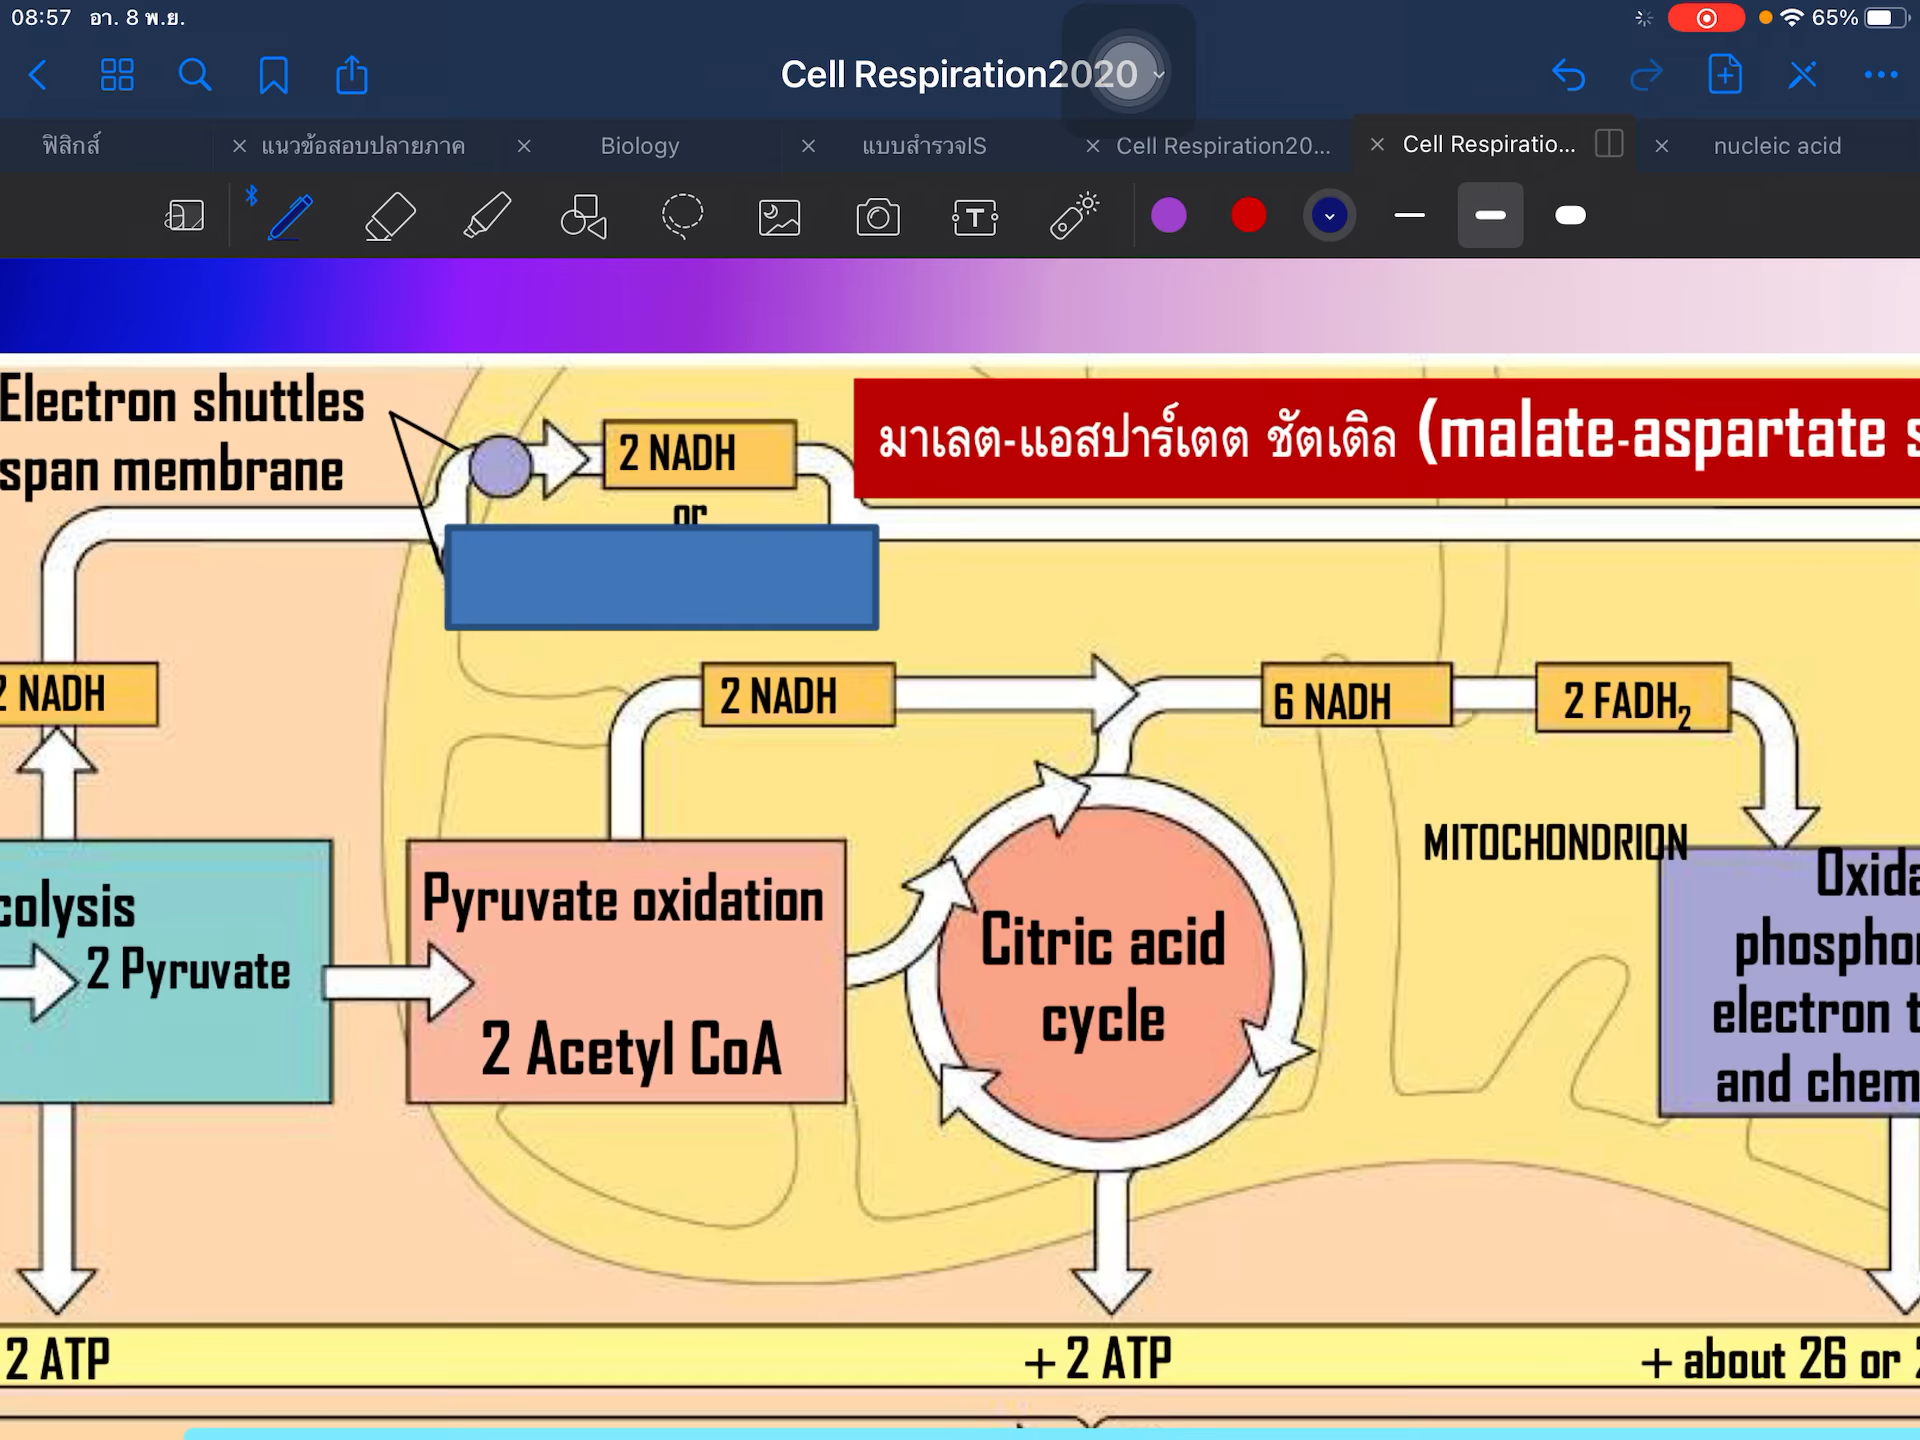 08:57 อา. 8 พ.ย.
65%
Cell Respiration2020
ฟิสิกส์
แนวข้อสอบปลายภาค
Biology
แบบสำรวจIS
Cell Respiration20...
Cell Respiratio...
nucleic acid
Electron shuttles
span membrane
2 NADH
or
มาเลต-แอสปาร์เตต ชัตเติล (malate-aspartate s
2 NADH
2 NADH
6 NADH
2 FADH₂
MITOCHONDRION
colysis
2 Pyruvate
Pyruvate oxidation
2 Acetyl CoA
Citric acid
cycle
Oxida
phosphor
electron t
and chem
2 ATP
+ 2 ATP
+ about 26 or 2